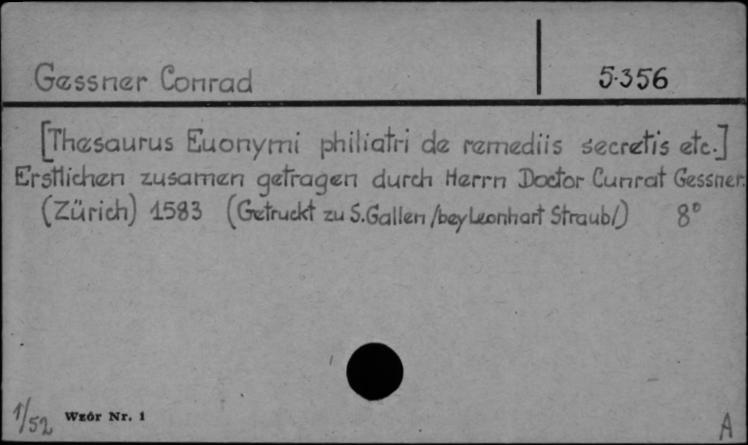 Gessner Conrad 5.356
[Thesaurus Euonymi philiatri de remediis secretis etc.]
Erstlichen zusamen getragen durch Herrn Doctor Cunrat Gessner.
(Zürich) 1583 (Getruckt zu S.Gallen /bey Leonhart Straub/) 8°
1/52 Wzór Nr. 1 A